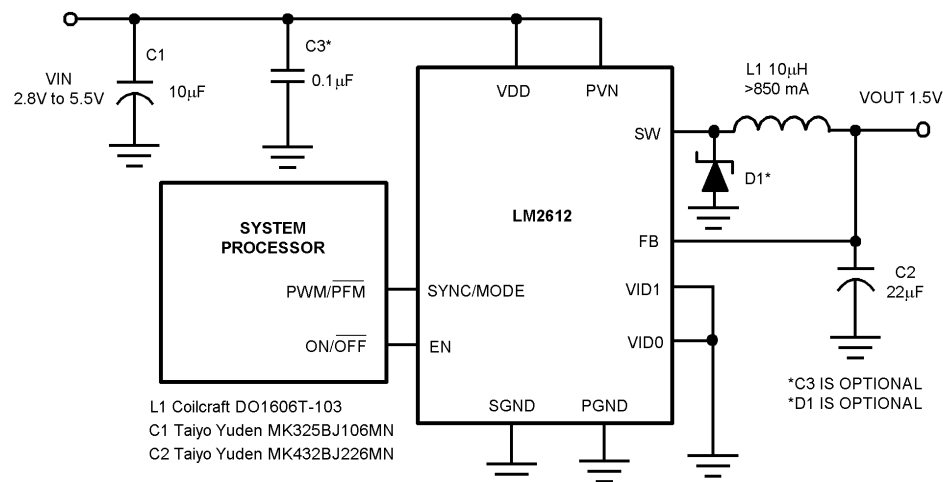 C1
C3*
VIN
2.8V to 5.5V
10µF
0.1µF
VDD
PVN
L1 10µH
>850 mA
VOUT 1.5V
SW
D1*
SYSTEM
PROCESSOR
LM2612
FB
C2
22µF
PWM/PFM
SYNC/MODE
VID1
ON/OFF
EN
VID0
*C3 IS OPTIONAL
*D1 IS OPTIONAL
SGND
PGND
L1 Coilcraft DO1606T-103
C1 Taiyo Yuden MK325BJ106MN
C2 Taiyo Yuden MK432BJ226MN